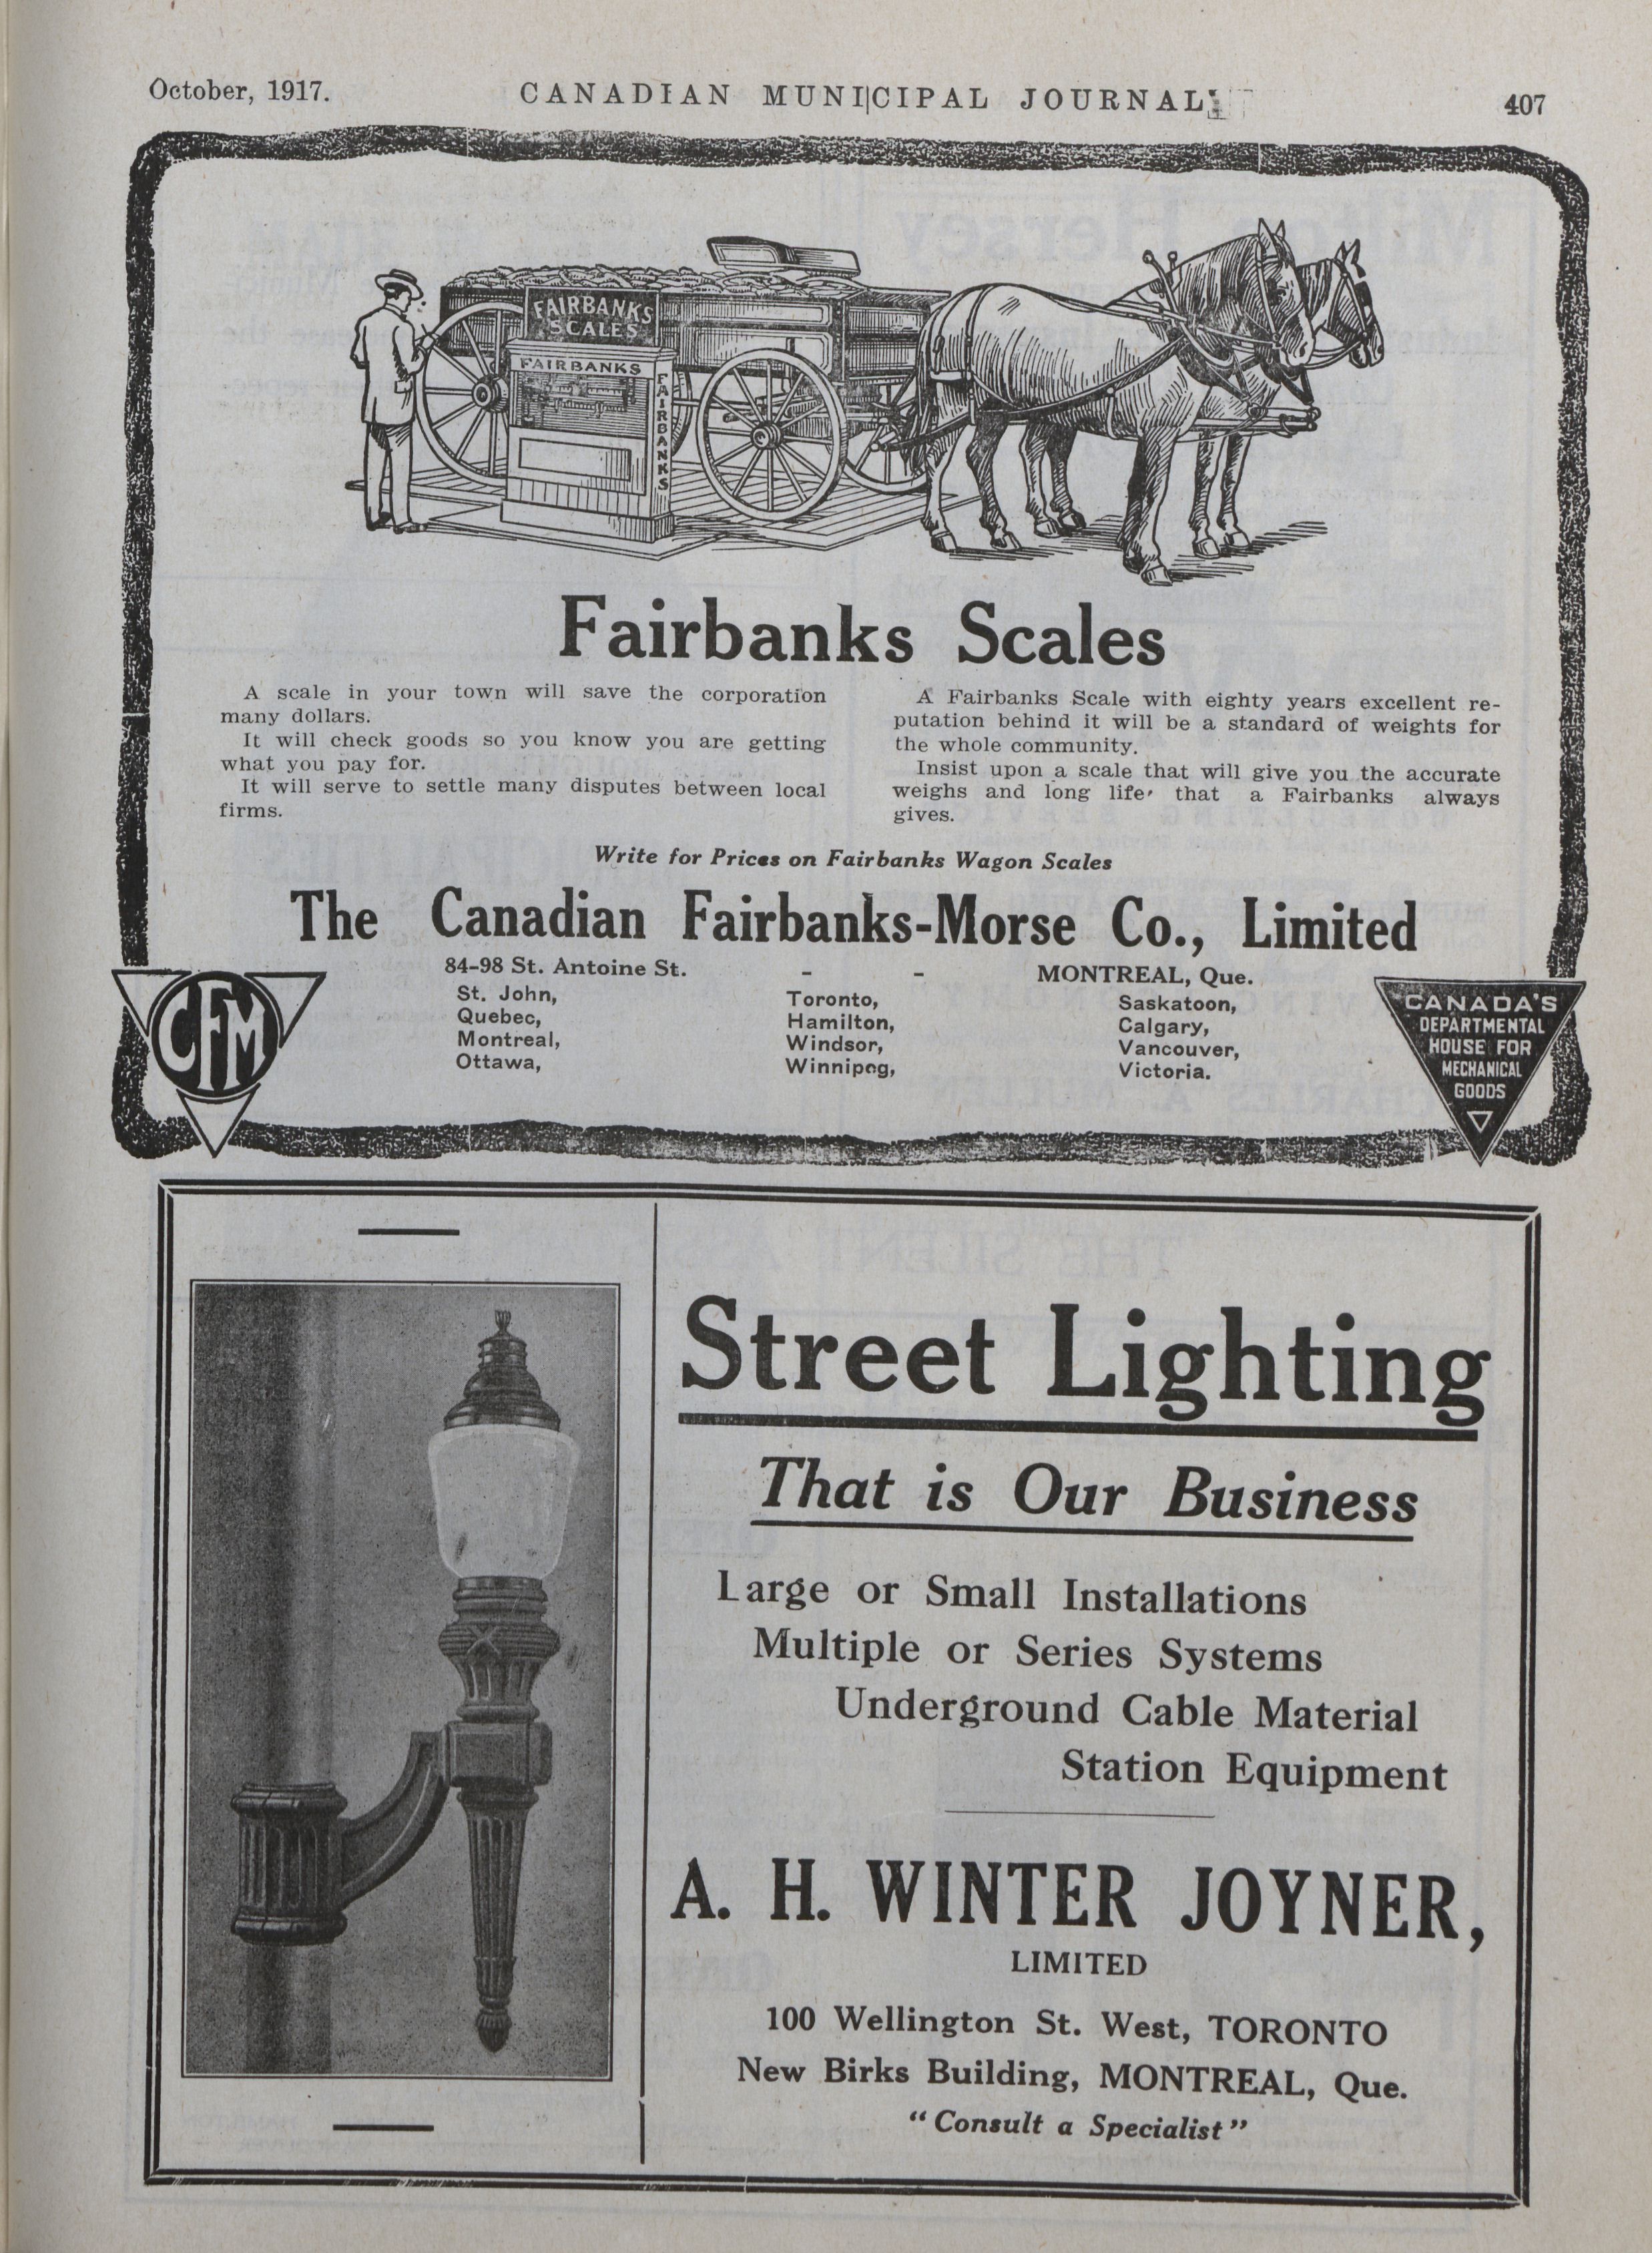 October, 1917.
CANADIAN MUNICIPAL JOURNAL
407
FAIRBANKS
SCALES
FAIRBANKS
FAIRBANKS
Fairbanks Scales
A scale in your town will save the corporation
many dollars.
It will check goods so you know you are getting
what you pay for.
It will serve to settle many disputes between local
firms.
A Fairbanks Scale with eighty years excellent re-
putation behind it will be a standard of weights for
the whole community.
Insist upon a scale that will give you the accurate
weighs and long life, that a Fairbanks always
gives.
Write for Prices on Fairbanks Wagon Scales
The Canadian Fairbanks-Morse Co., Limited
84-98 St. Antoine St. - - MONTREAL, Que.
St. John,
Quebec,
Montreal,
Ottawa,
Toronto,
Hamilton,
Windsor,
Winnipeg,
Saskatoon,
Calgary,
Vancouver,
Victoria.
CFM
CANADA'S
DEPARTMENTAL
HOUSE FOR
MECHANICAL
GOODS
Street Lighting
That is Our Business
Large or Small Installations
Multiple or Series Systems
Underground Cable Material
Station Equipment
A. H. WINTER JOYNER,
LIMITED
100 Wellington St. West, TORONTO
New Birks Building, MONTREAL, Que.
"Consult a Specialist"